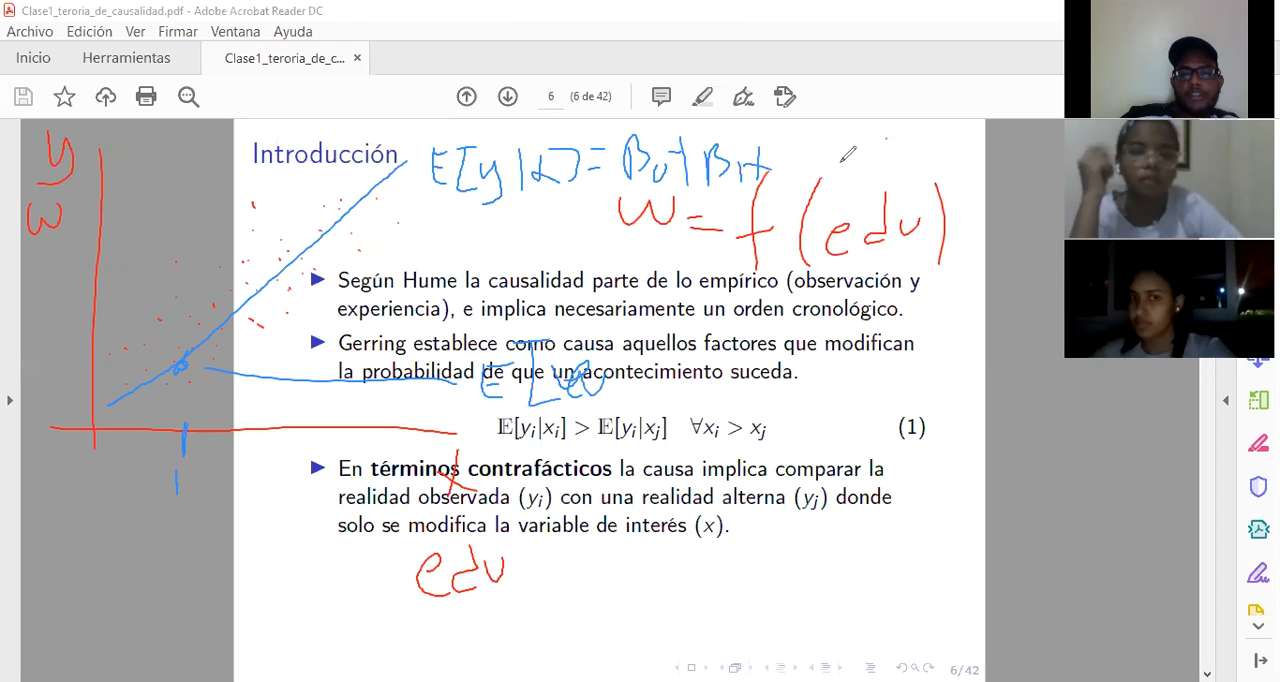 Clase1_teroria_de_causalidad.pdf - Adobe Acrobat Reader DC
Archivo Edición Ver Firmar Ventana Ayuda
Inicio Herramientas Clase1_teroria_de_c... ×
6 (6 de 42)
y
w
Introducción
E[y|x] = B0 + B1x
w = f(edu)
Según Hume la causalidad parte de lo empírico (observación y
experiencia), e implica necesariamente un orden cronológico.
Gerring establece como causa aquellos factores que modifican
la probabilidad de que un acontecimiento suceda.
𝔼[yᵢ|xᵢ] > 𝔼[yᵢ|xⱼ] ∀xᵢ > xⱼ (1)
1
x
En términos contrafácticos la causa implica comparar la
realidad observada (yᵢ) con una realidad alterna (yⱼ) donde
solo se modifica la variable de interés (x).
edu
6/42